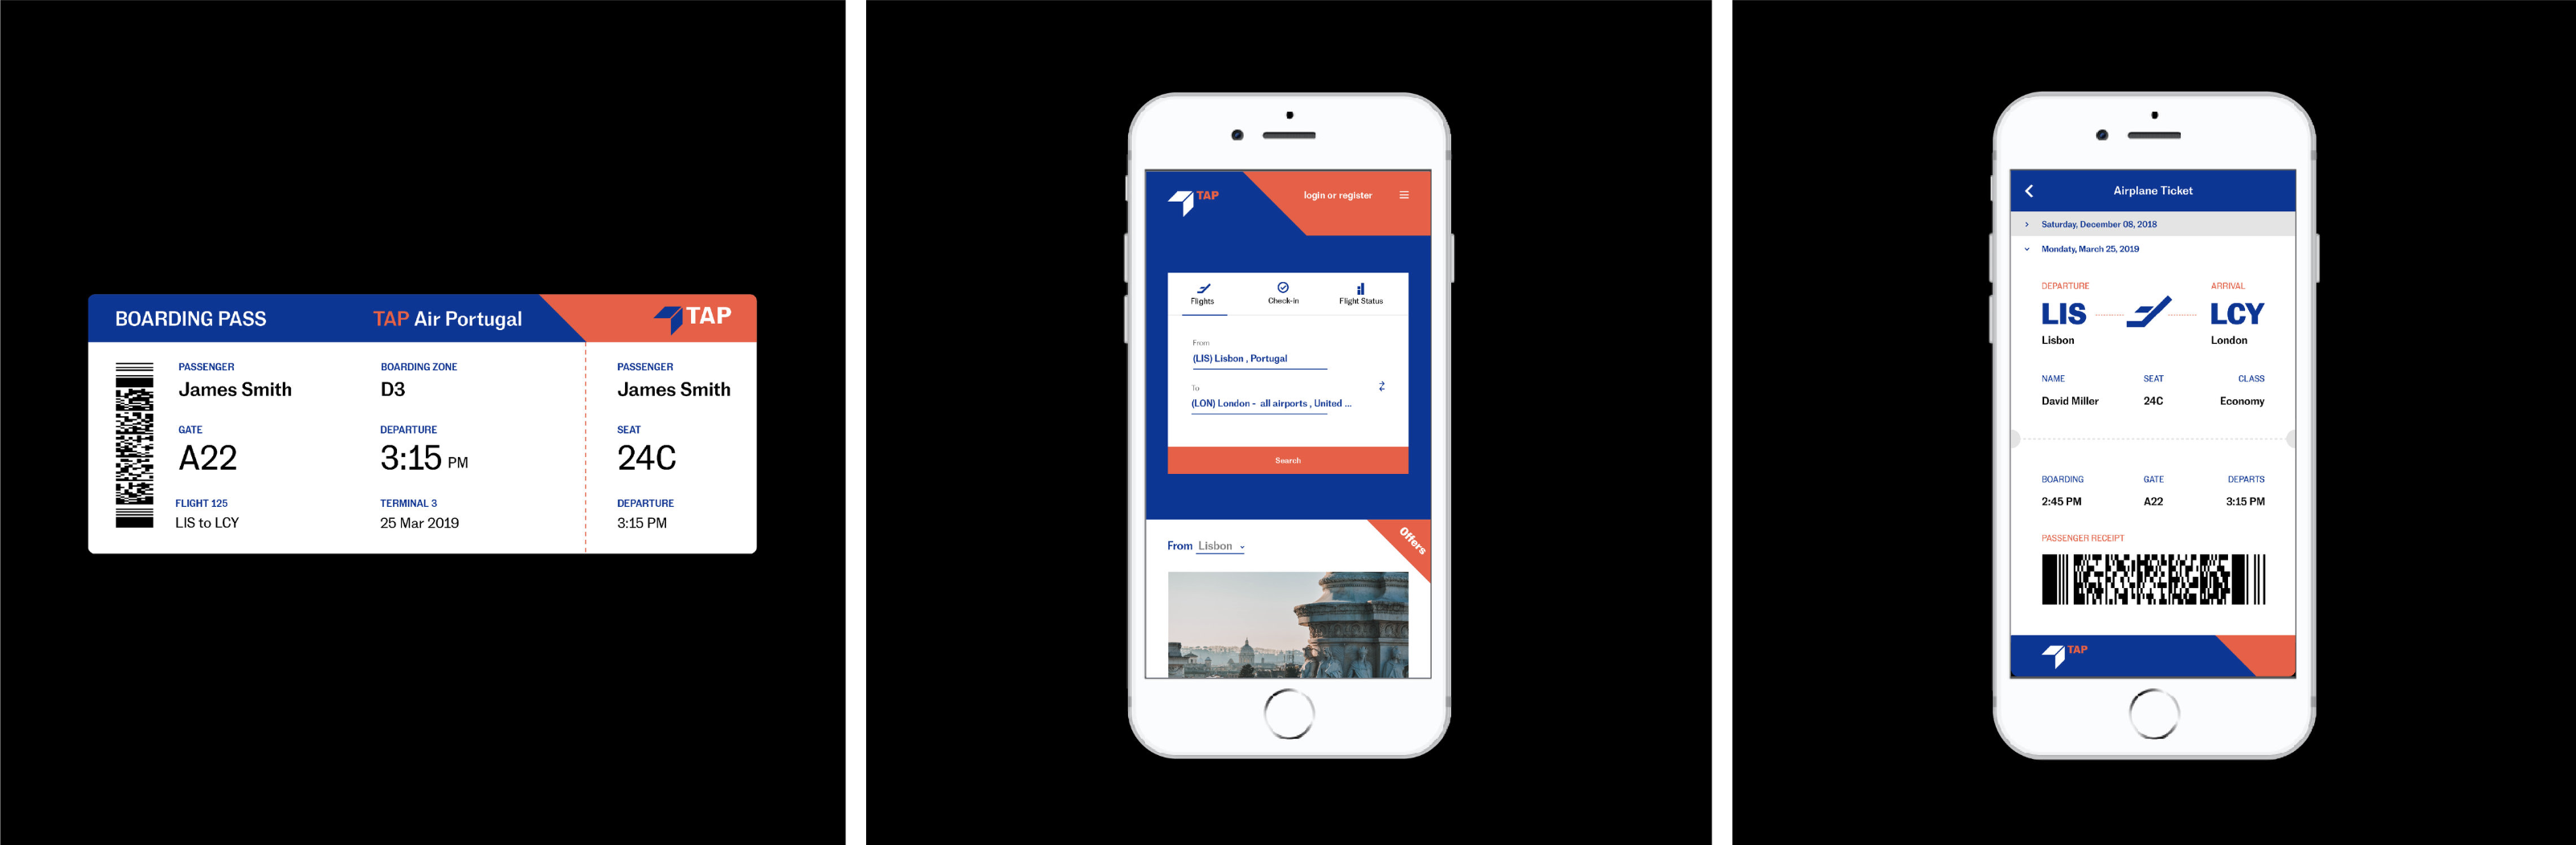 BOARDING PASS TAP Air Portugal TAP
PASSENGER BOARDING ZONE PASSENGER
James Smith D3 James Smith
GATE DEPARTURE SEAT
A22 3:15 PM 24C
FLIGHT 125 TERMINAL 3 DEPARTURE
LIS to LCY 25 Mar 2019 3:15 PM
TAP login or register
Flights Check-in Flight Status
From
(LIS) Lisbon , Portugal
To
(LON) London - all airports , United ...
Search
Offers
From Lisbon
Airplane Ticket
Saturday, December 08, 2018
Mondaty, March 25, 2019
DEPARTURE ARRIVAL
LIS LCY
Lisbon London
NAME SEAT CLASS
David Miller 24C Economy
BOARDING GATE DEPARTS
2:45 PM A22 3:15 PM
PASSENGER RECEIPT
TAP